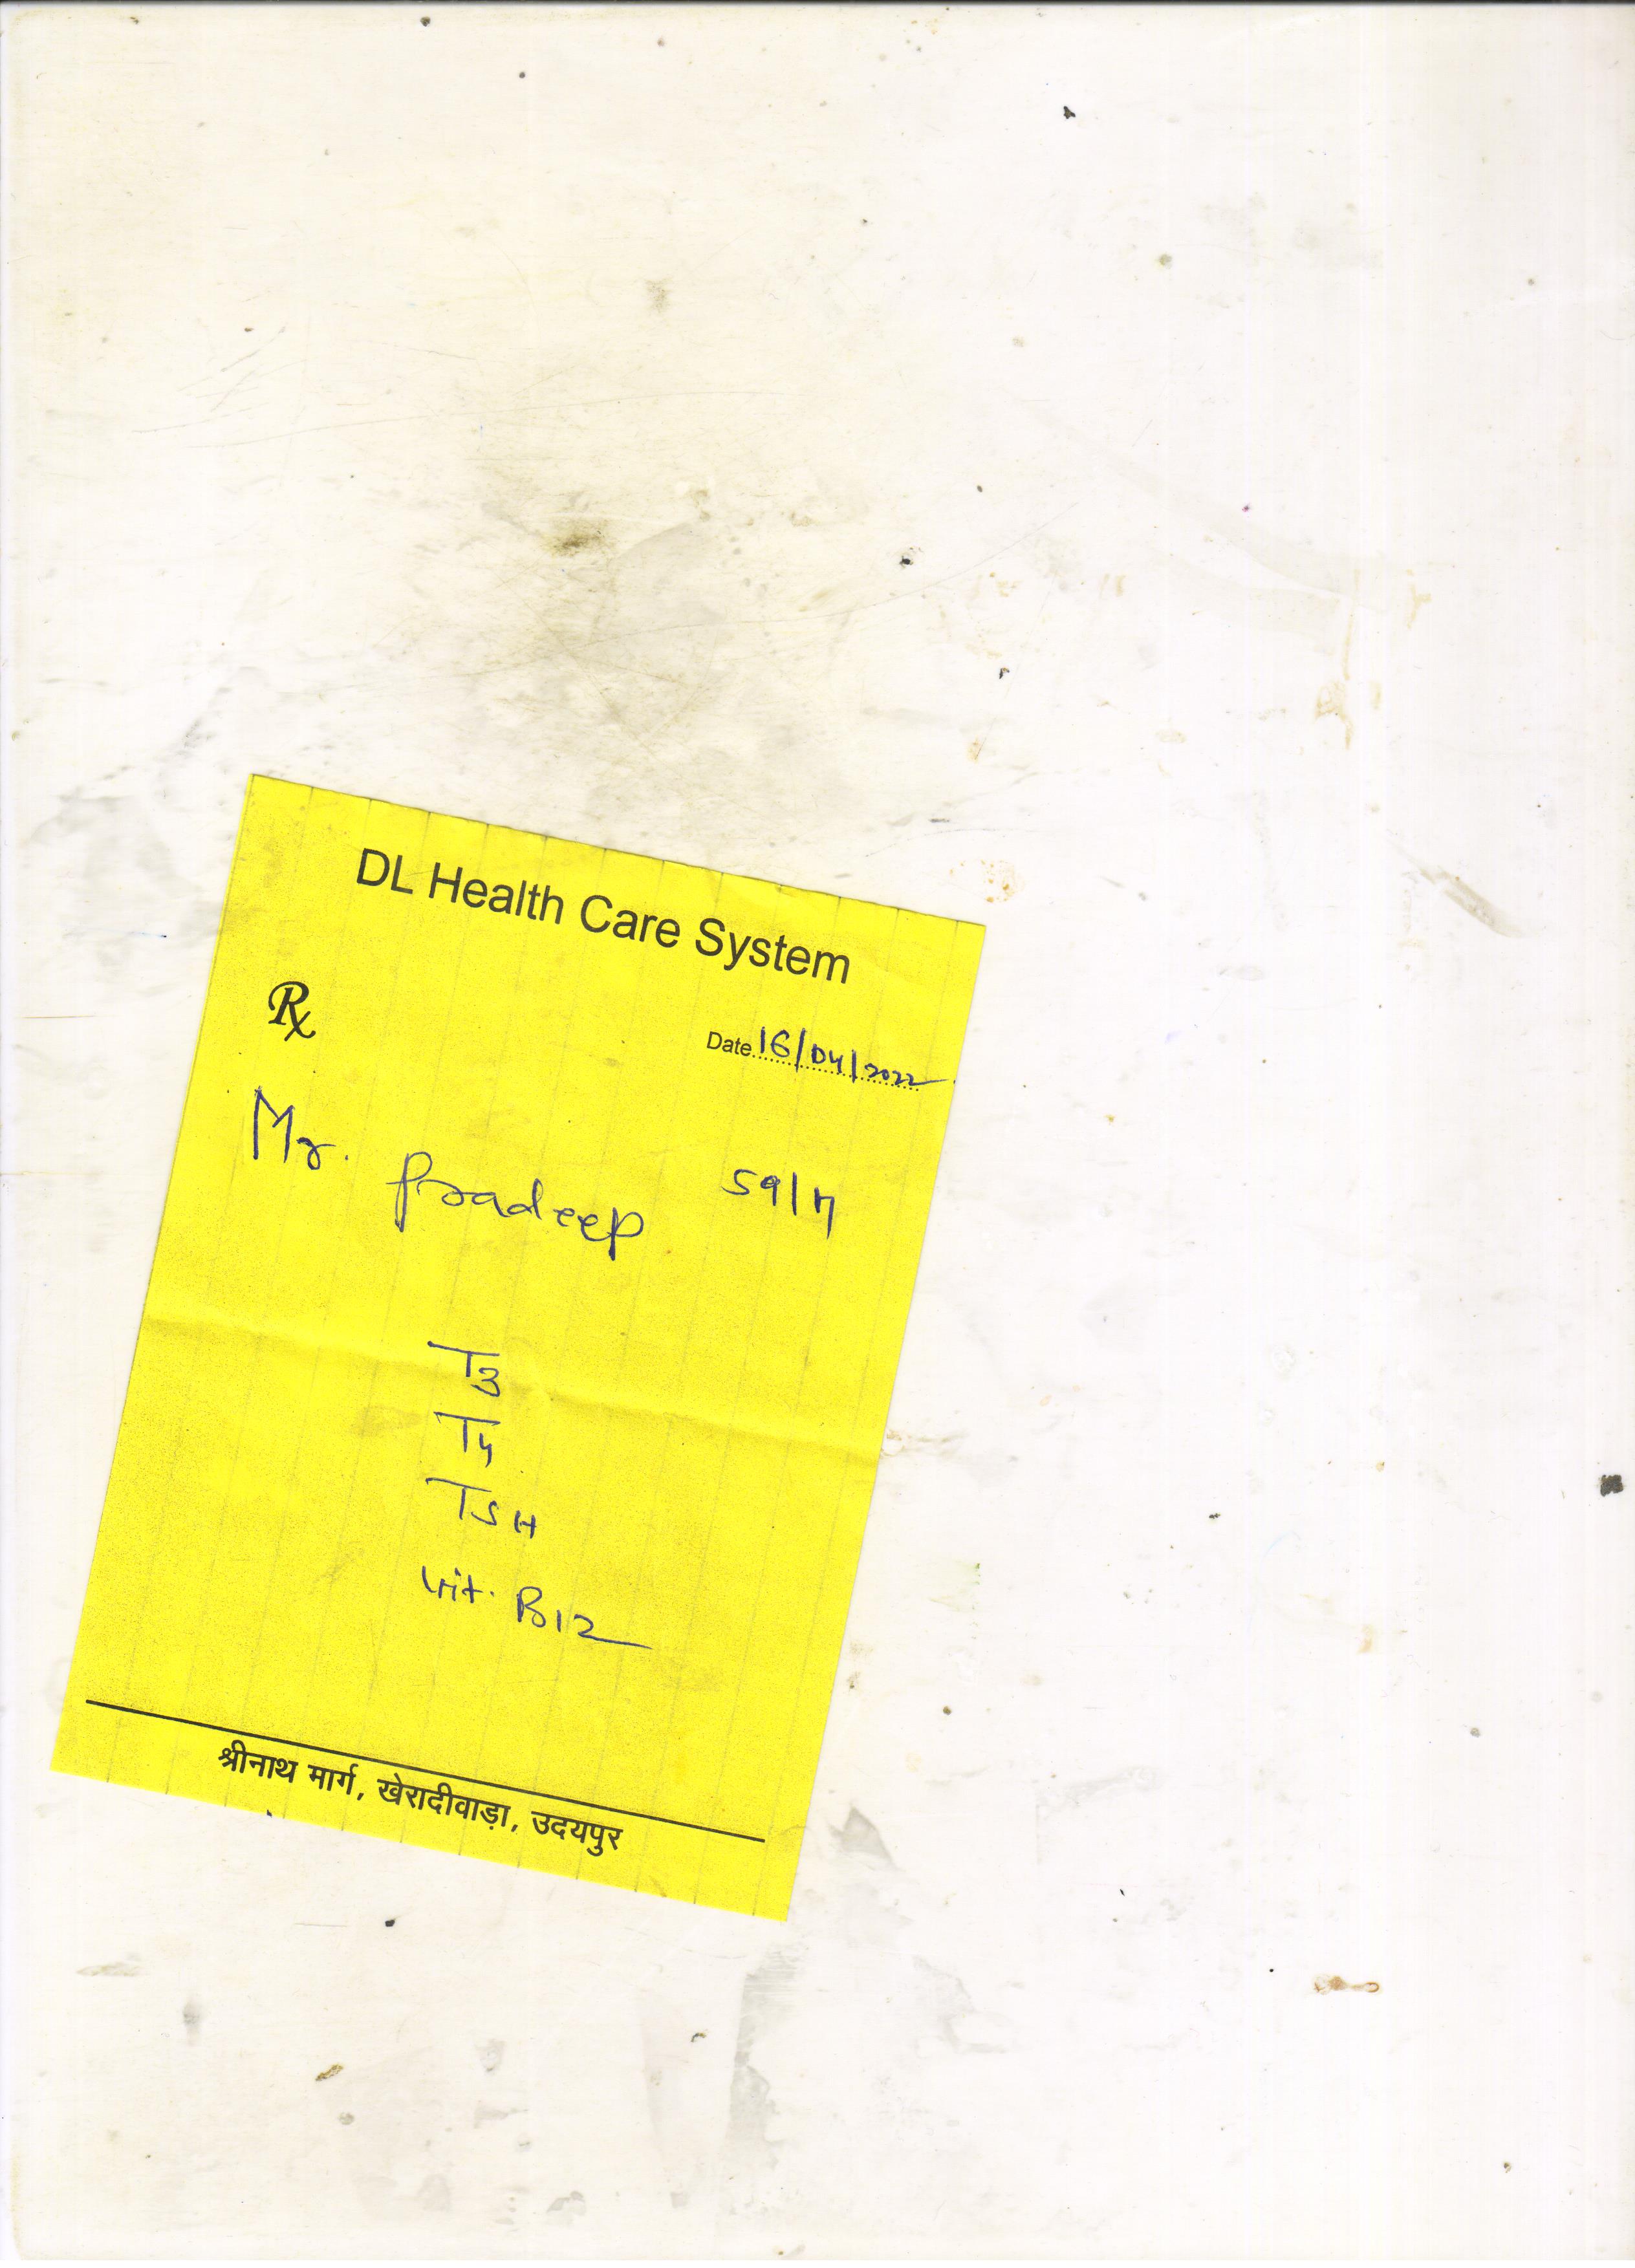 DL Health Care System
Rx
Date 16/04/2022
Mr. Pradeep 59/M
T3
T4
TSH
Vit. B12
श्रीनाथ मार्ग, खेरादीवाड़ा, उदयपुर